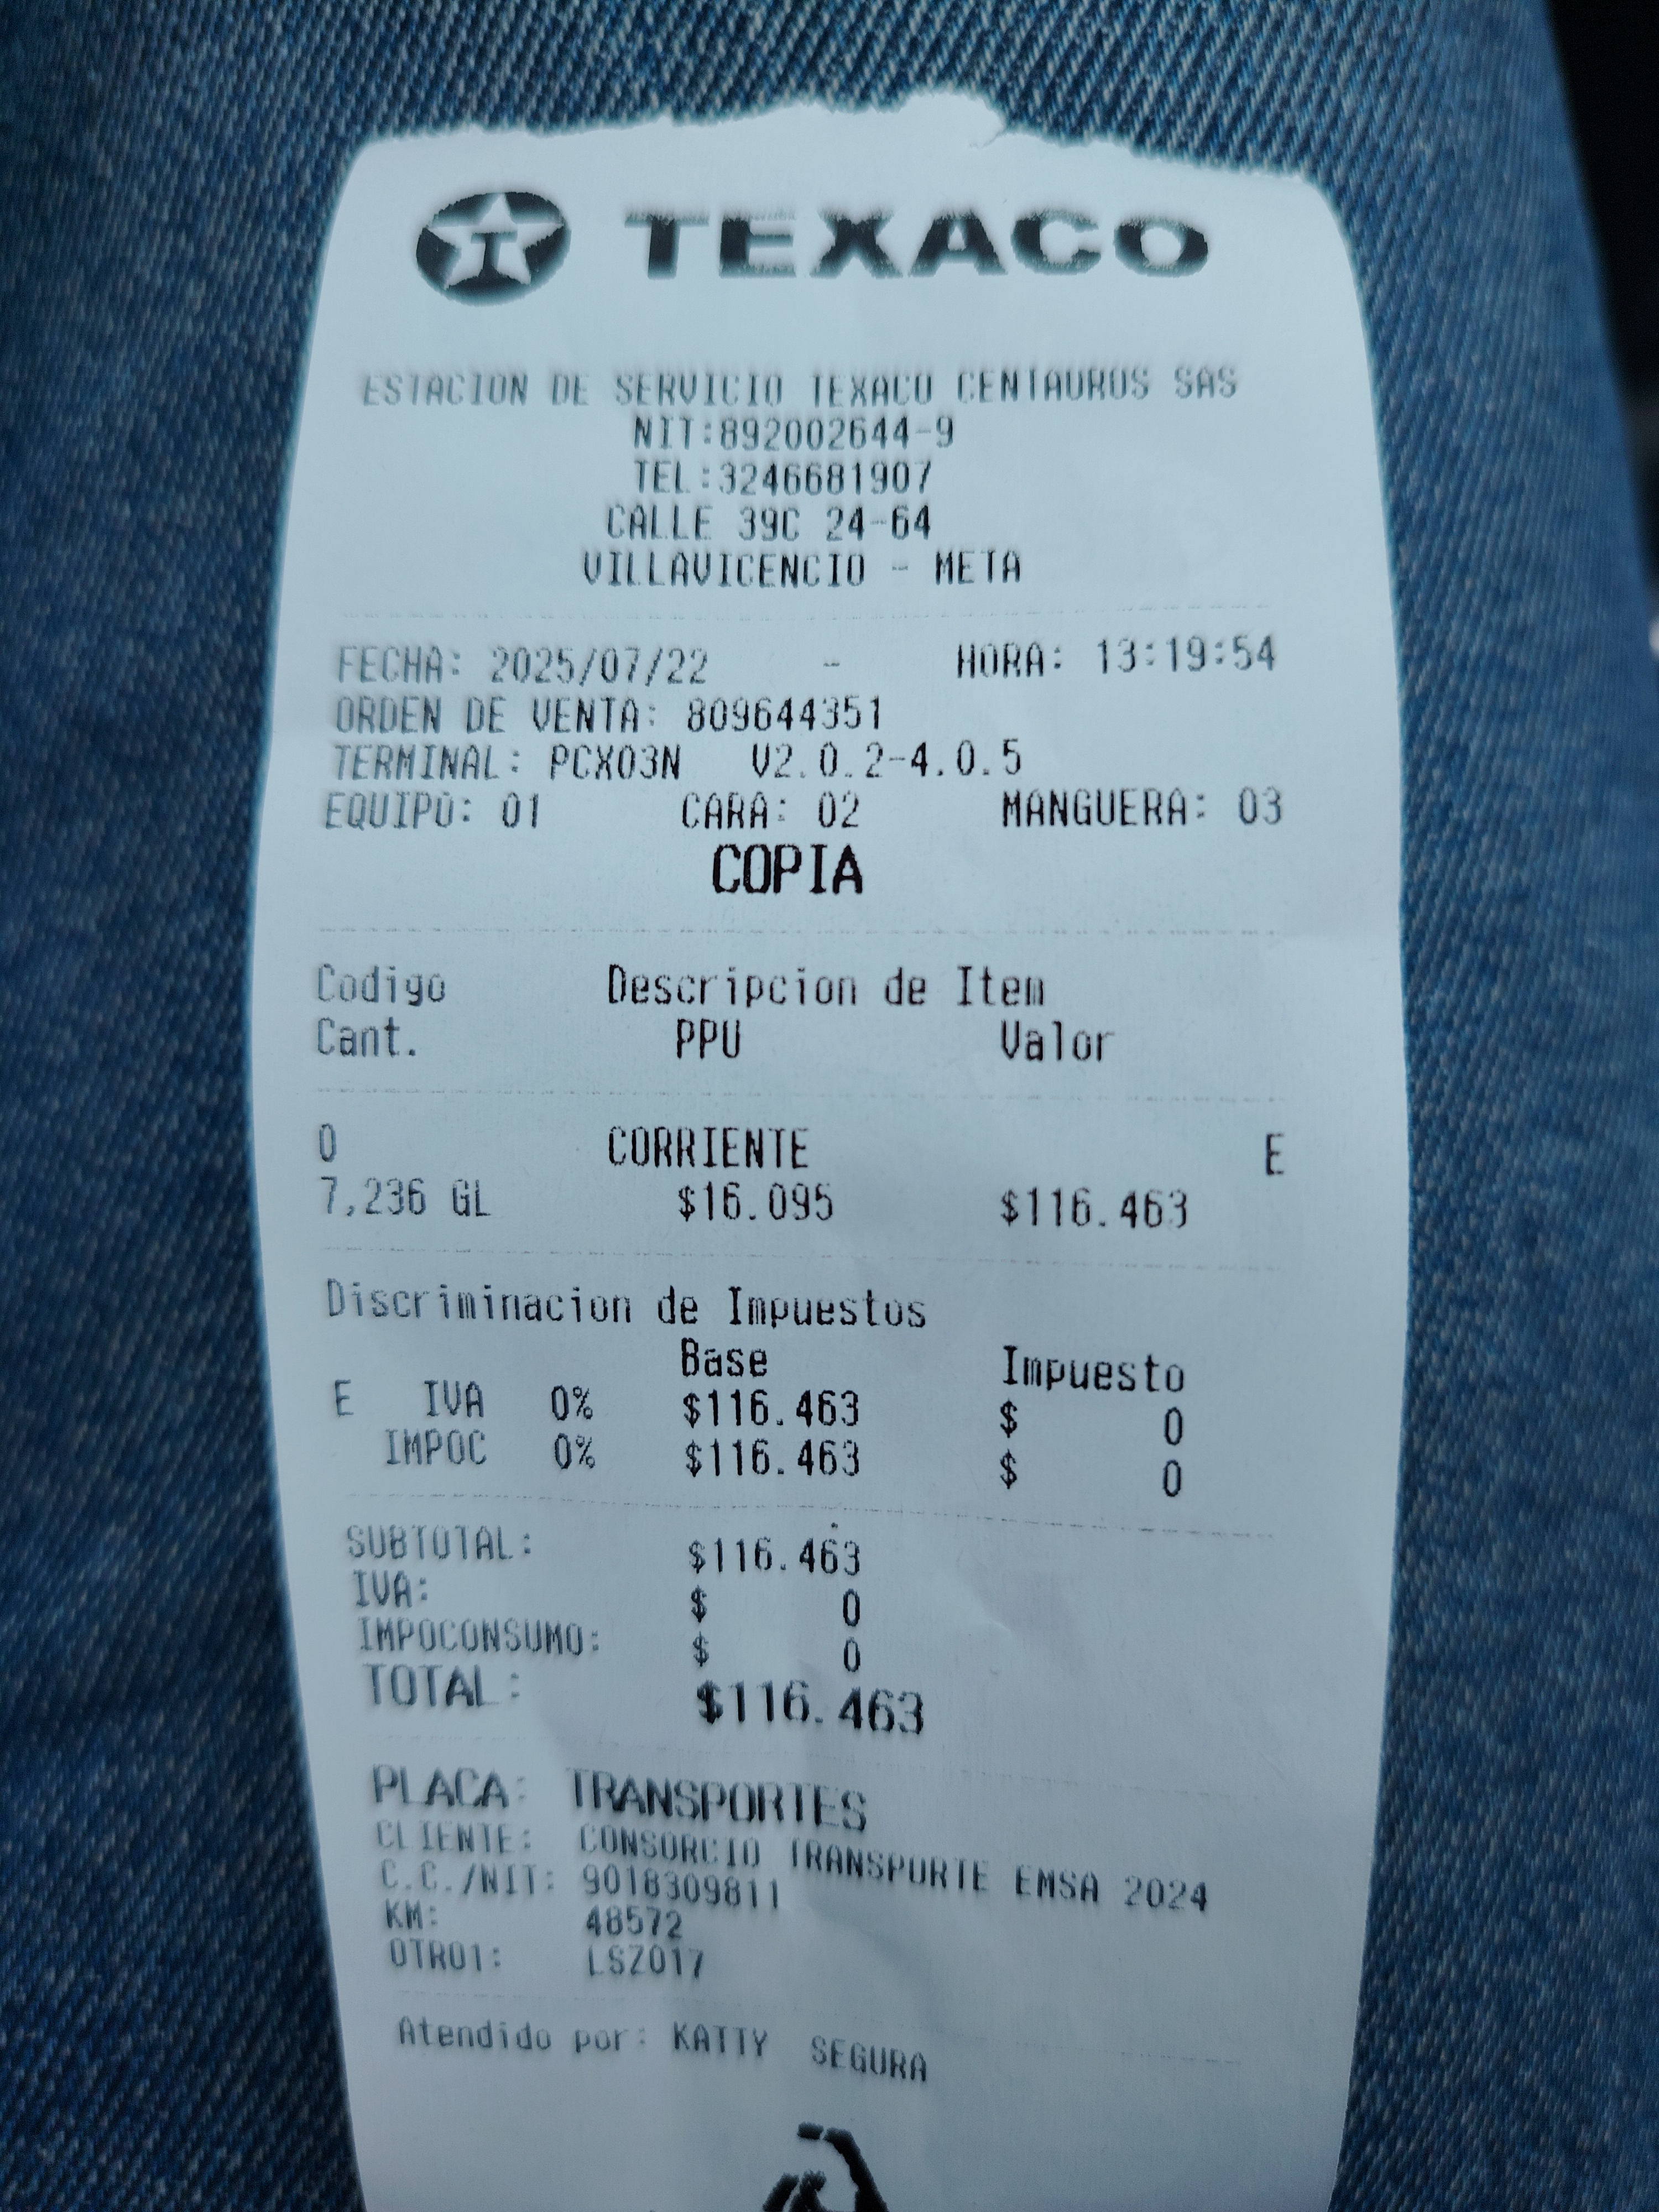 TEXACO
ESTACION DE SERVICIO TEXACO CENTAUROS SAS
NIT:892002644-9
TEL:3246681907
CALLE 39C 24-64
VILLAVICENCIO - META
FECHA: 2025/07/22 - HORA: 13:19:54
ORDEN DE VENTA: 809644351
TERMINAL: PCX03N V2.0.2-4.0.5
EQUIPO: 01 CARA: 02 MANGUERA: 03
COPIA
Codigo Descripcion de Item
Cant. PPU Valor
0 CORRIENTE E
7,236 GL $16.095 $116.463
Discriminacion de Impuestos
Base Impuesto
E IVA 0% $116.463 $ 0
IMPOC 0% $116.463 $ 0
SUBTOTAL: $116.463
IVA: $ 0
IMPOCONSUMO: $ 0
TOTAL: $116.463
PLACA: TRANSPORTES
CLIENTE: CONSORCIO TRANSPORTE EMSA 2024
C.C./NIT: 9018309811
KM: 48572
OTRO1: LSZ017
Atendido por: KATTY SEGURA